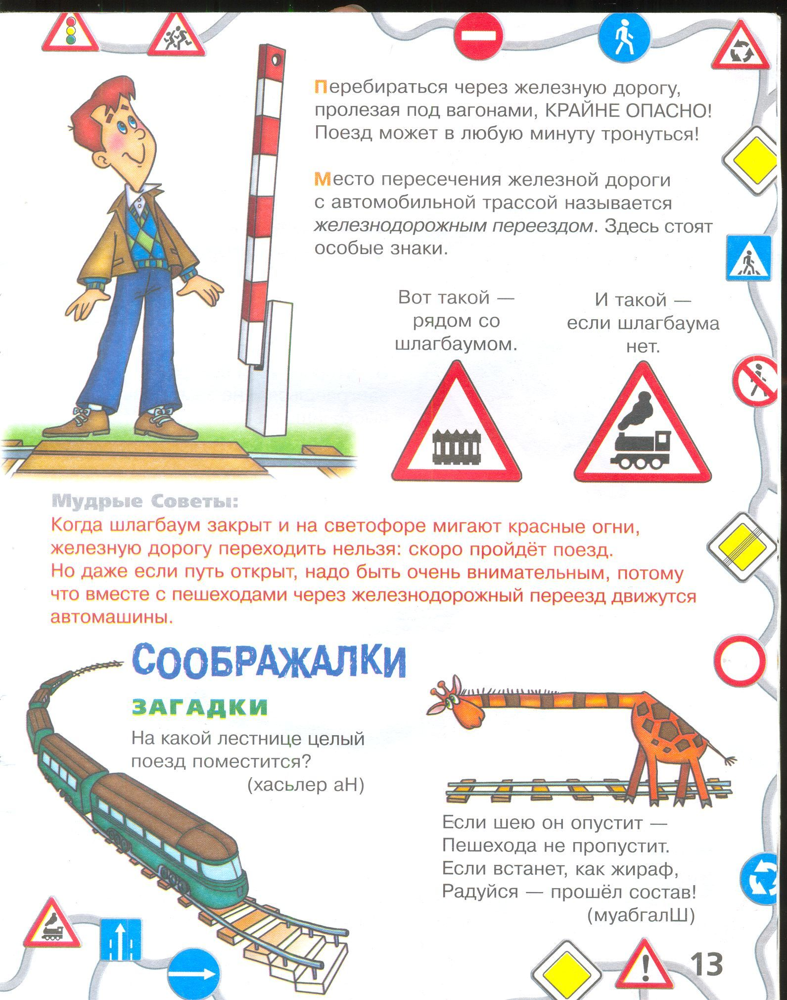 Перебираться через железную дорогу,
пролезая под вагонами, КРАЙНЕ ОПАСНО!
Поезд может в любую минуту тронуться!
Место пересечения железной дороги
с автомобильной трассой называется
железнодорожным переездом. Здесь стоят
особые знаки.
Вот такой —
рядом со
шлагбаумом.
И такой —
если шлагбаума
нет.
Мудрые Советы:
Когда шлагбаум закрыт и на светофоре мигают красные огни,
железную дорогу переходить нельзя: скоро пройдёт поезд.
Но даже если путь открыт, надо быть очень внимательным, потому
что вместе с пешеходами через железнодорожный переезд движутся
автомашины.
СООБРАЖАЛКИ
ЗАГАДКИ
На какой лестнице целый
поезд поместится?
(хасьлер аН)
Если шею он опустит —
Пешехода не пропустит.
Если встанет, как жираф,
Радуйся — прошёл состав!
(муабгалШ)
А А
!
13